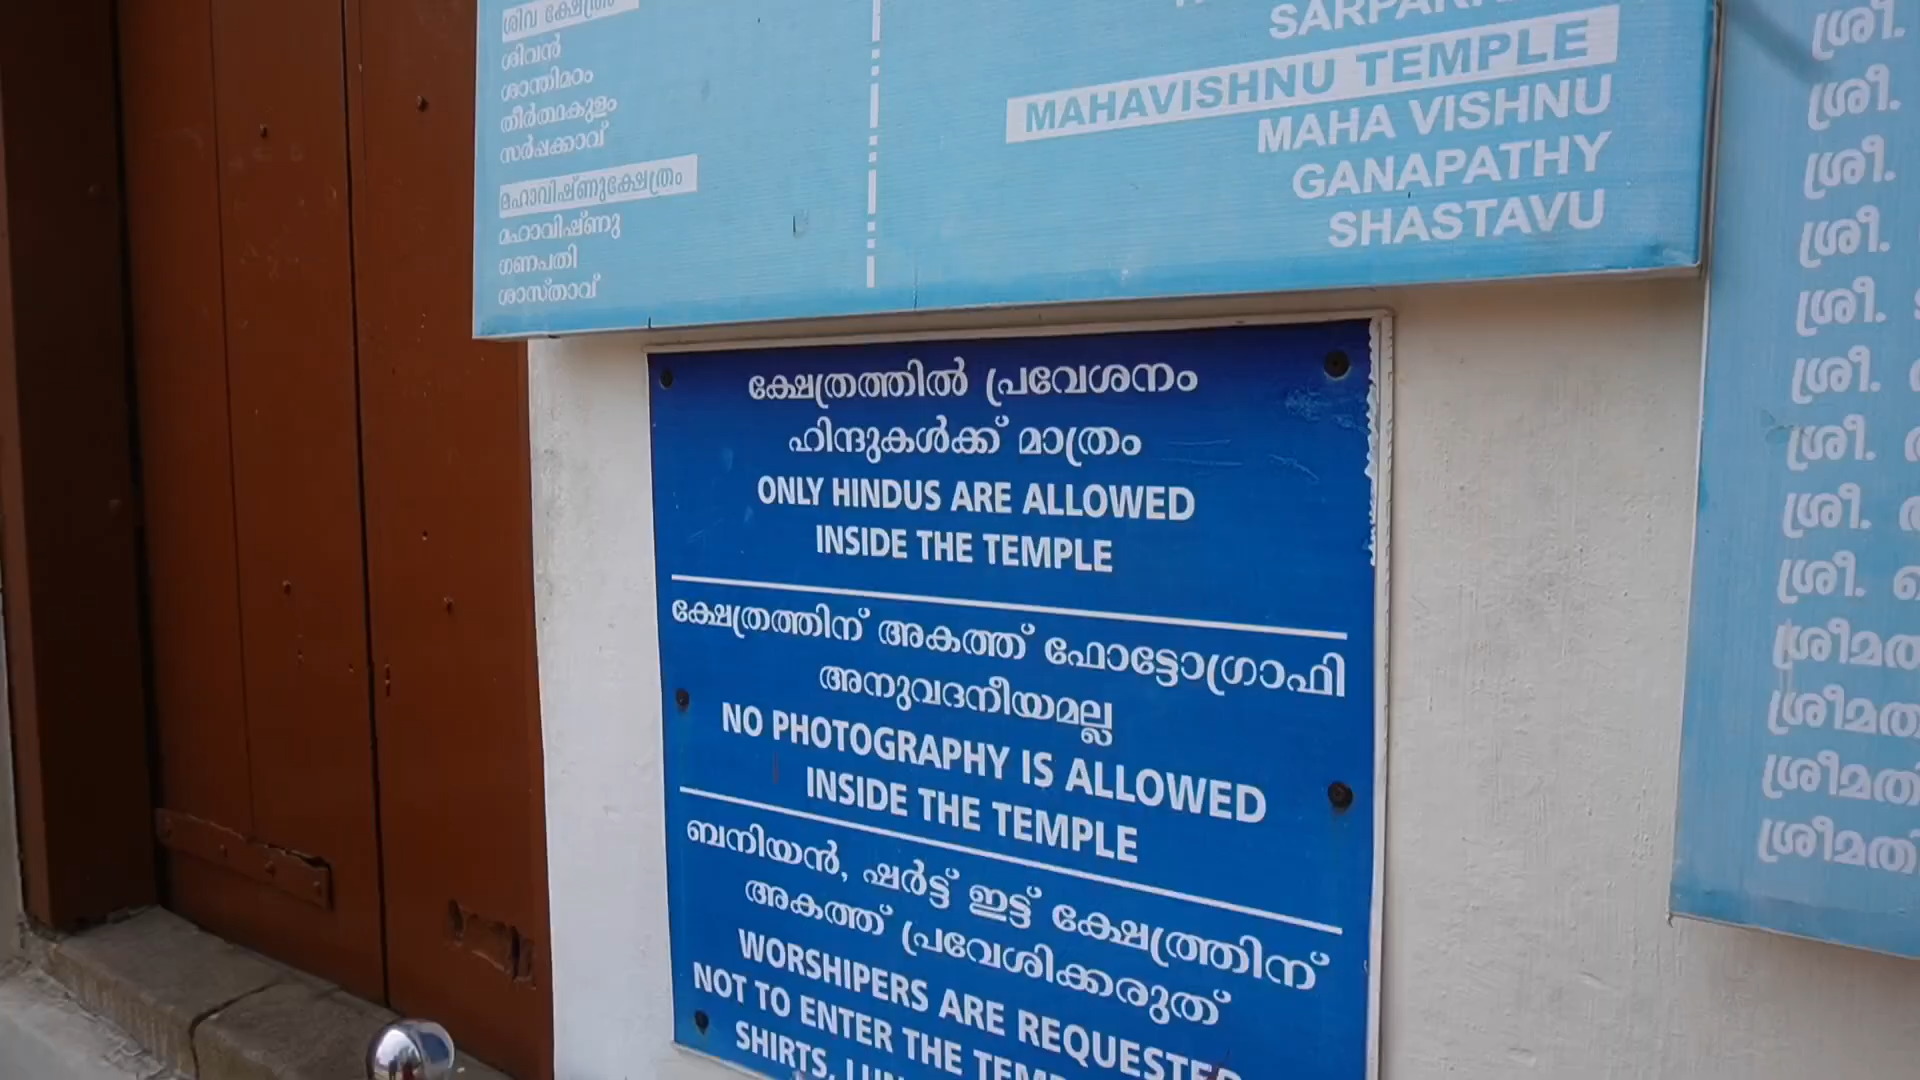 ശിവ ക്ഷേത്രം
ശിവൻ
ശാന്തിമഠം
തീർത്ഥകുളം
സർപ്പക്കാവ്
മഹാവിഷ്ണുക്ഷേത്രം
മഹാവിഷ്ണു
ഗണപതി
ശാസ്താവ്
MAHAVISHNU TEMPLE
MAHA VISHNU
GANAPATHY
SHASTAVU
ക്ഷേത്രത്തിൽ പ്രവേശനം
ഹിന്ദുകൾക്ക് മാത്രം
ONLY HINDUS ARE ALLOWED
INSIDE THE TEMPLE
ക്ഷേത്രത്തിന് അകത്ത് ഫോട്ടോഗ്രാഫി
അനുവദനീയമല്ല
NO PHOTOGRAPHY IS ALLOWED
INSIDE THE TEMPLE
ബനിയൻ, ഷർട്ട് ഇട്ട് ക്ഷേത്രത്തിന്
അകത്ത് പ്രവേശിക്കരുത്
WORSHIPERS ARE REQUESTED
NOT TO ENTER THE
SHIRTS,
ശ്രീ.
ശ്രീ.
ശ്രീ.
ശ്രീ.
ശ്രീ.
ശ്രീ.
ശ്രീ.
ശ്രീ.
ശ്രീ.